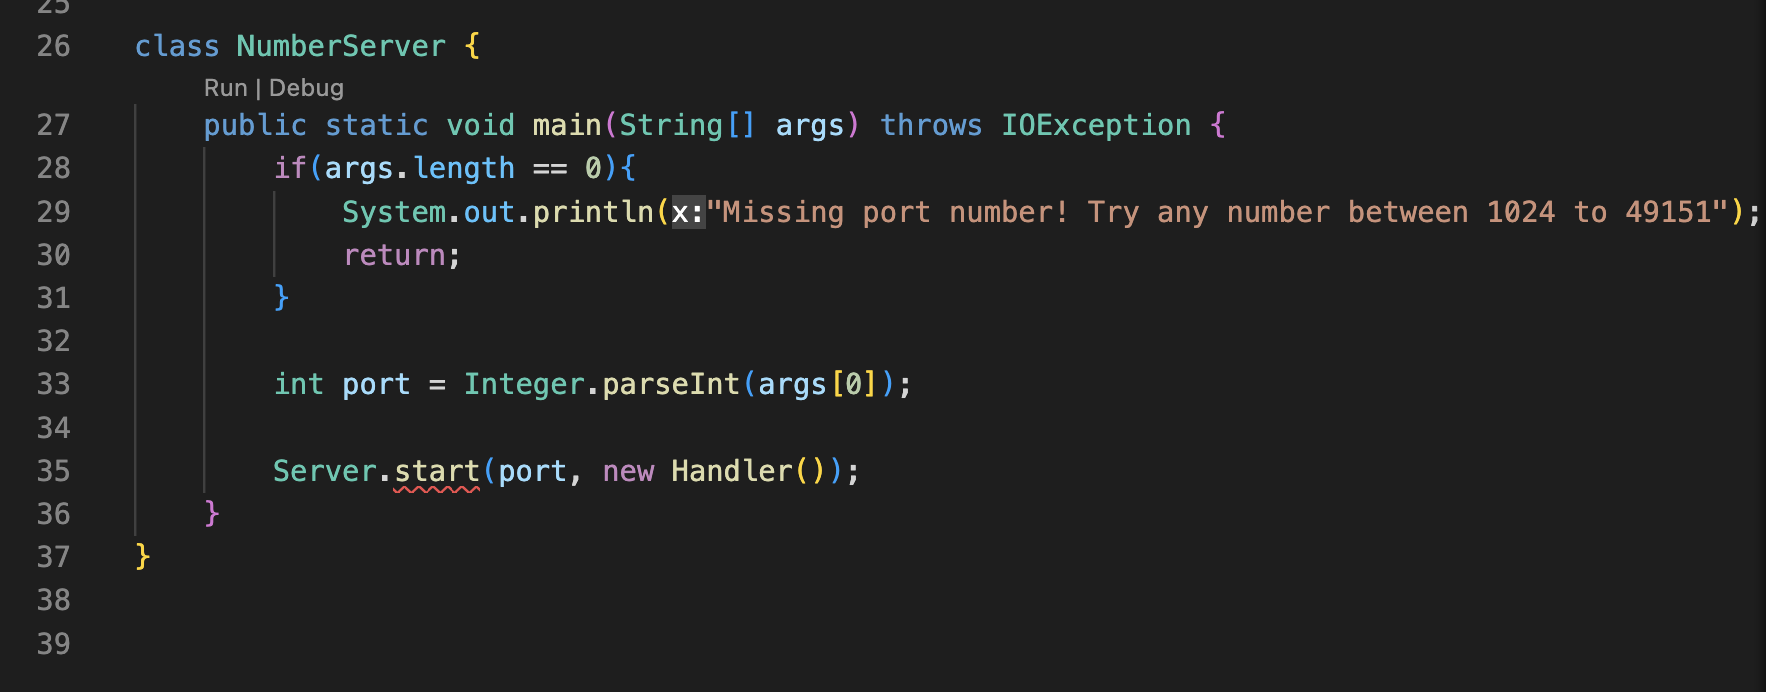 25
26 class NumberServer {
Run | Debug
27 public static void main(String[] args) throws IOException {
28 if(args.length == 0){
29 System.out.println(x:"Missing port number! Try any number between 1024 to 49151");
30 return;
31 }
32
33 int port = Integer.parseInt(args[0]);
34
35 Server.start(port, new Handler());
36 }
37 }
38
39